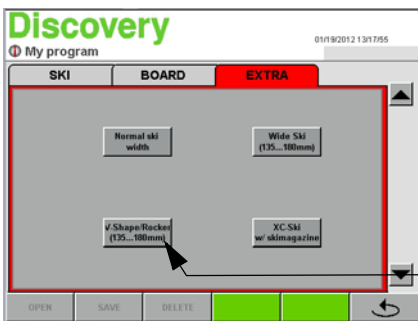 Discovery
01/19/2012 13/17/55
My program
SKI
BOARD
EXTRA
Normal ski
width
Wide Ski
(135...180mm)
V-Shape/Rocker
(135...180mm)
XC-Ski
w/ skimagazine
OPEN
SAVE
DELETE